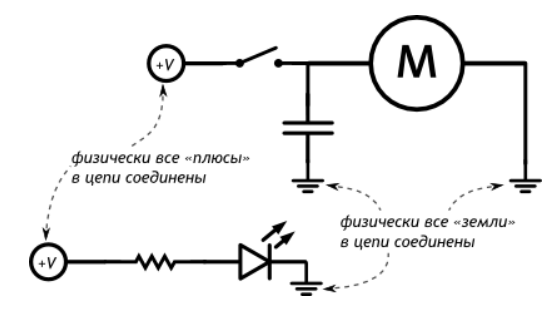 +V
M
физически все «плюсы»
в цепи соединены
физически все «земли»
в цепи соединены
+V